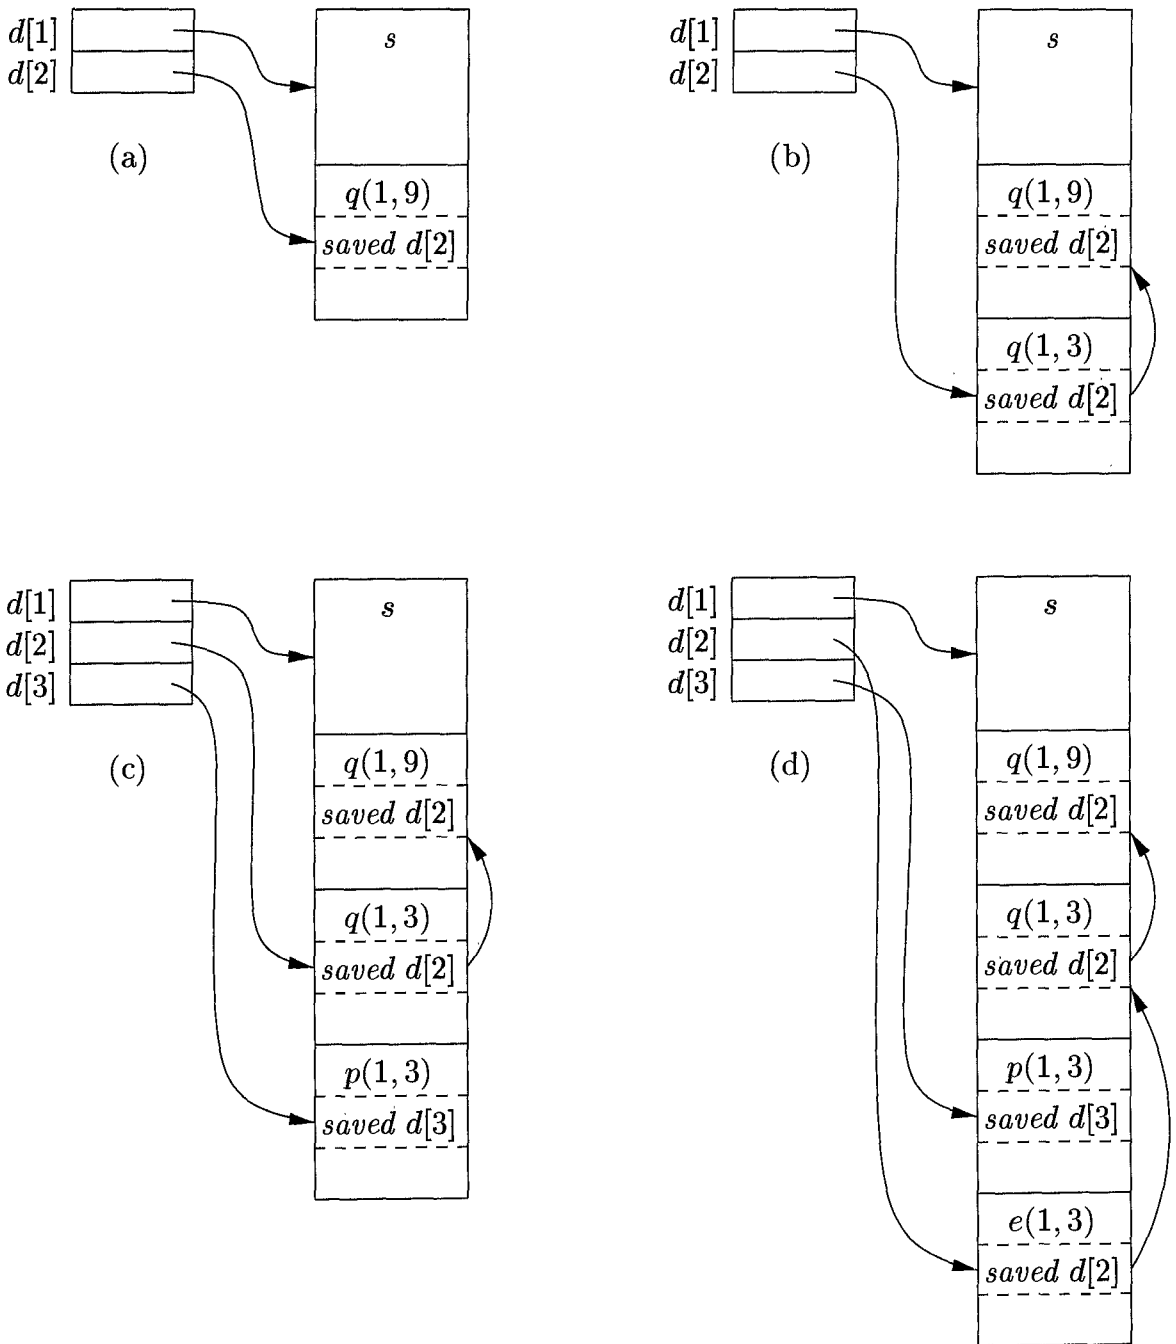 d[1]
d[2]
s
(a)
q(1, 9)
saved d[2]
d[1]
d[2]
s
(b)
q(1, 9)
saved d[2]
q(1, 3)
saved d[2]
d[1]
d[2]
d[3]
s
(c)
q(1, 9)
saved d[2]
q(1, 3)
saved d[2]
p(1, 3)
saved d[3]
d[1]
d[2]
d[3]
s
(d)
q(1, 9)
saved d[2]
q(1, 3)
saved d[2]
p(1, 3)
saved d[3]
e(1, 3)
saved d[2]